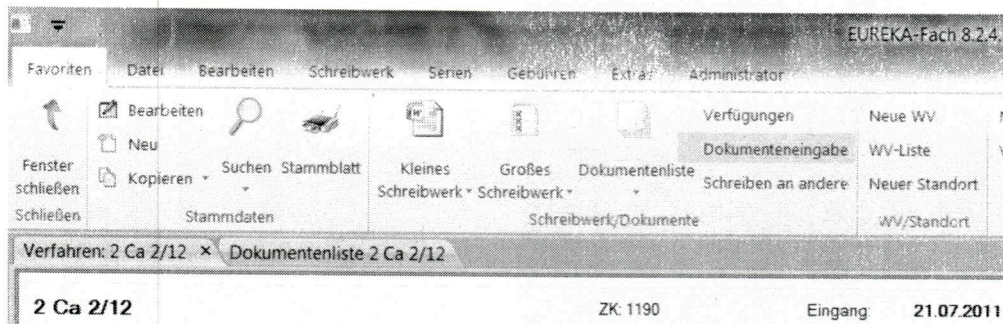 EUREKA-Fach 8.2.4.
Favoriten Datei Bearbeiten Schreibwerk Serien Gebühren Extras Administrator
Bearbeiten Verfügungen Neue WV
Neu Dokumenteneingabe WV-Liste
Fenster schließen Kopieren Suchen Stammblatt Kleines Schreibwerk Großes Schreibwerk Dokumentenliste Schreiben an andere Neuer Standort
Schließen Stammdaten Schreibwerk/Dokumente WV/Standort
Verfahren: 2 Ca 2/12 × Dokumentenliste 2 Ca 2/12
2 Ca 2/12 ZK: 1190 Eingang: 21.07.2011